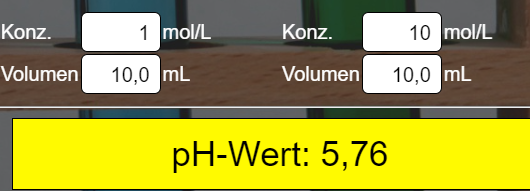 Konz. 1 mol/L Konz. 10 mol/L
Volumen 10,0 mL Volumen 10,0 mL
pH-Wert: 5,76